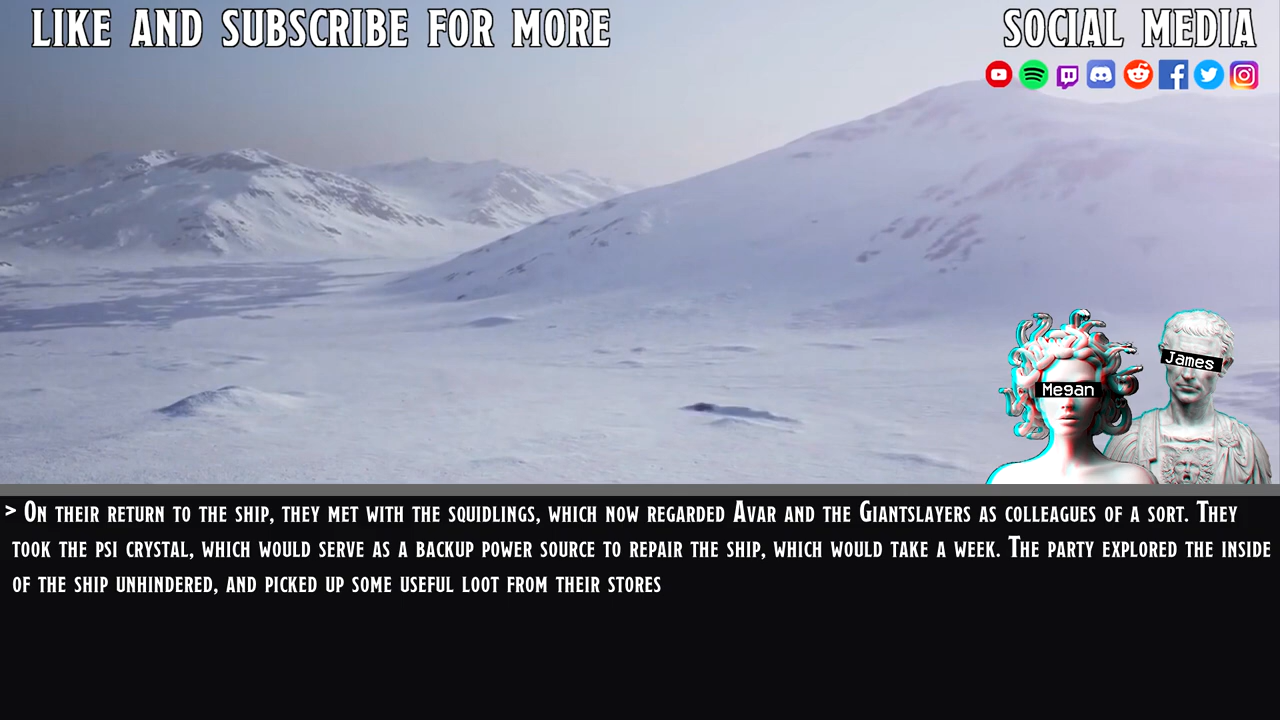 LIKE AND SUBSCRIBE FOR MORE
SOCIAL MEDIA
James
Megan
> On their return to the ship, they met with the squidlings, which now regarded Avar and the Giantslayers as colleagues of a sort. They
took the psi crystal, which would serve as a backup power source to repair the ship, which would take a week. The party explored the inside
of the ship unhindered, and picked up some useful loot from their stores